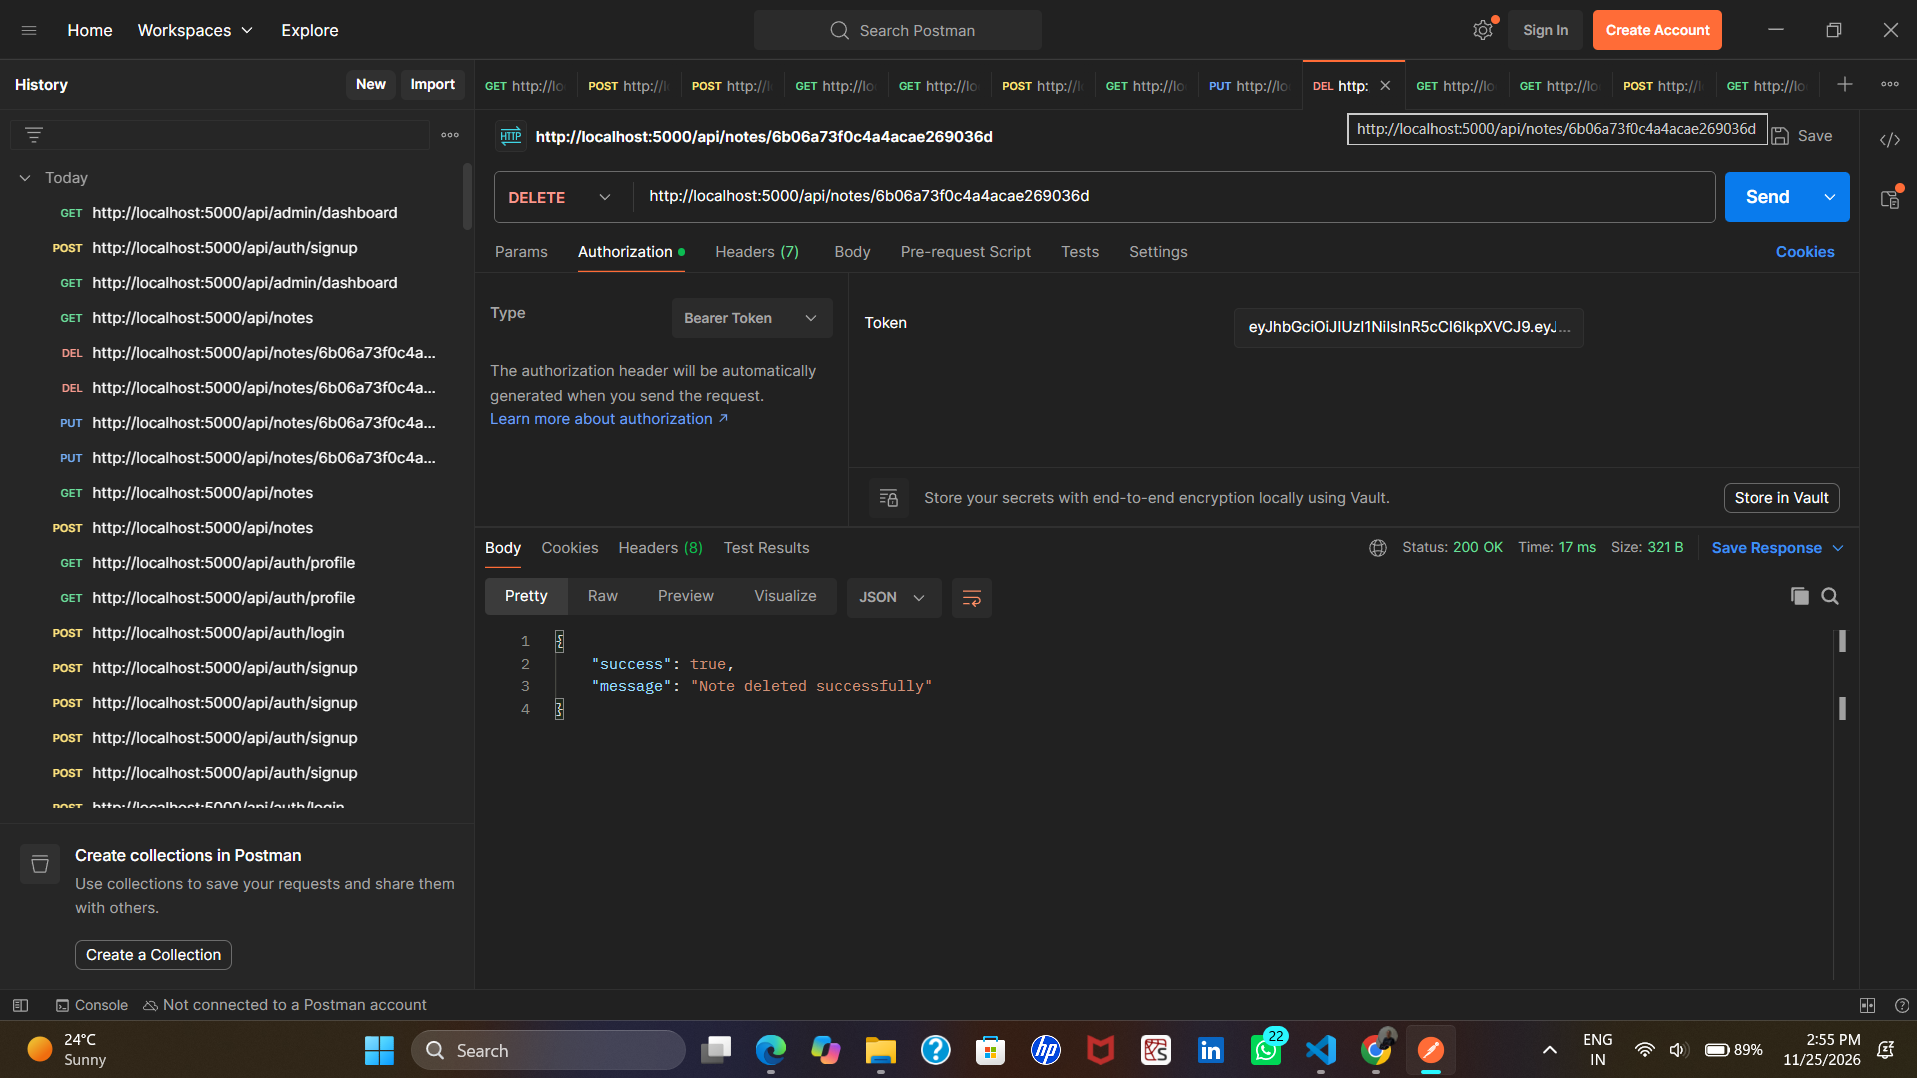 Home
Workspaces
Explore
Search Postman
Sign In
Create Account
History
New
Import
GET http://lo
POST http://l
POST http://l
GET http://lo
GET http://lo
POST http://l
GET http://lo
PUT http://lo
DEL http:
GET http://lo
GET http://lo
POST http://l
GET http://lo
HTTP
http://localhost:5000/api/notes/6b06a73f0c4a4acae269036d
http://localhost:5000/api/notes/6b06a73f0c4a4acae269036d
Save
Today
GET http://localhost:5000/api/admin/dashboard
POST http://localhost:5000/api/auth/signup
GET http://localhost:5000/api/admin/dashboard
GET http://localhost:5000/api/notes
DEL http://localhost:5000/api/notes/6b06a73f0c4a...
DEL http://localhost:5000/api/notes/6b06a73f0c4a...
PUT http://localhost:5000/api/notes/6b06a73f0c4a...
PUT http://localhost:5000/api/notes/6b06a73f0c4a...
GET http://localhost:5000/api/notes
POST http://localhost:5000/api/notes
GET http://localhost:5000/api/auth/profile
GET http://localhost:5000/api/auth/profile
POST http://localhost:5000/api/auth/login
POST http://localhost:5000/api/auth/signup
POST http://localhost:5000/api/auth/signup
POST http://localhost:5000/api/auth/signup
POST http://localhost:5000/api/auth/signup
POST http://localhost:5000/api/auth/login
Create collections in Postman
Use collections to save your requests and share them
with others.
Create a Collection
DELETE
http://localhost:5000/api/notes/6b06a73f0c4a4acae269036d
Send
Params
Authorization
Headers (7)
Body
Pre-request Script
Tests
Settings
Cookies
Type
Bearer Token
The authorization header will be automatically
generated when you send the request.
Learn more about authorization ↗
Token
eyJhbGciOiJIUzI1NiIsInR5cCI6IkpXVCJ9.eyJ...
Store your secrets with end-to-end encryption locally using Vault.
Store in Vault
Body
Cookies
Headers (8)
Test Results
Status: 200 OK
Time: 17 ms
Size: 321 B
Save Response
Pretty
Raw
Preview
Visualize
JSON
1 {
2 "success": true,
3 "message": "Note deleted successfully"
4 }
Console
Not connected to a Postman account
24°C
Sunny
Search
hp
in
22
89%
ENG
IN
2:55 PM
11/25/2026